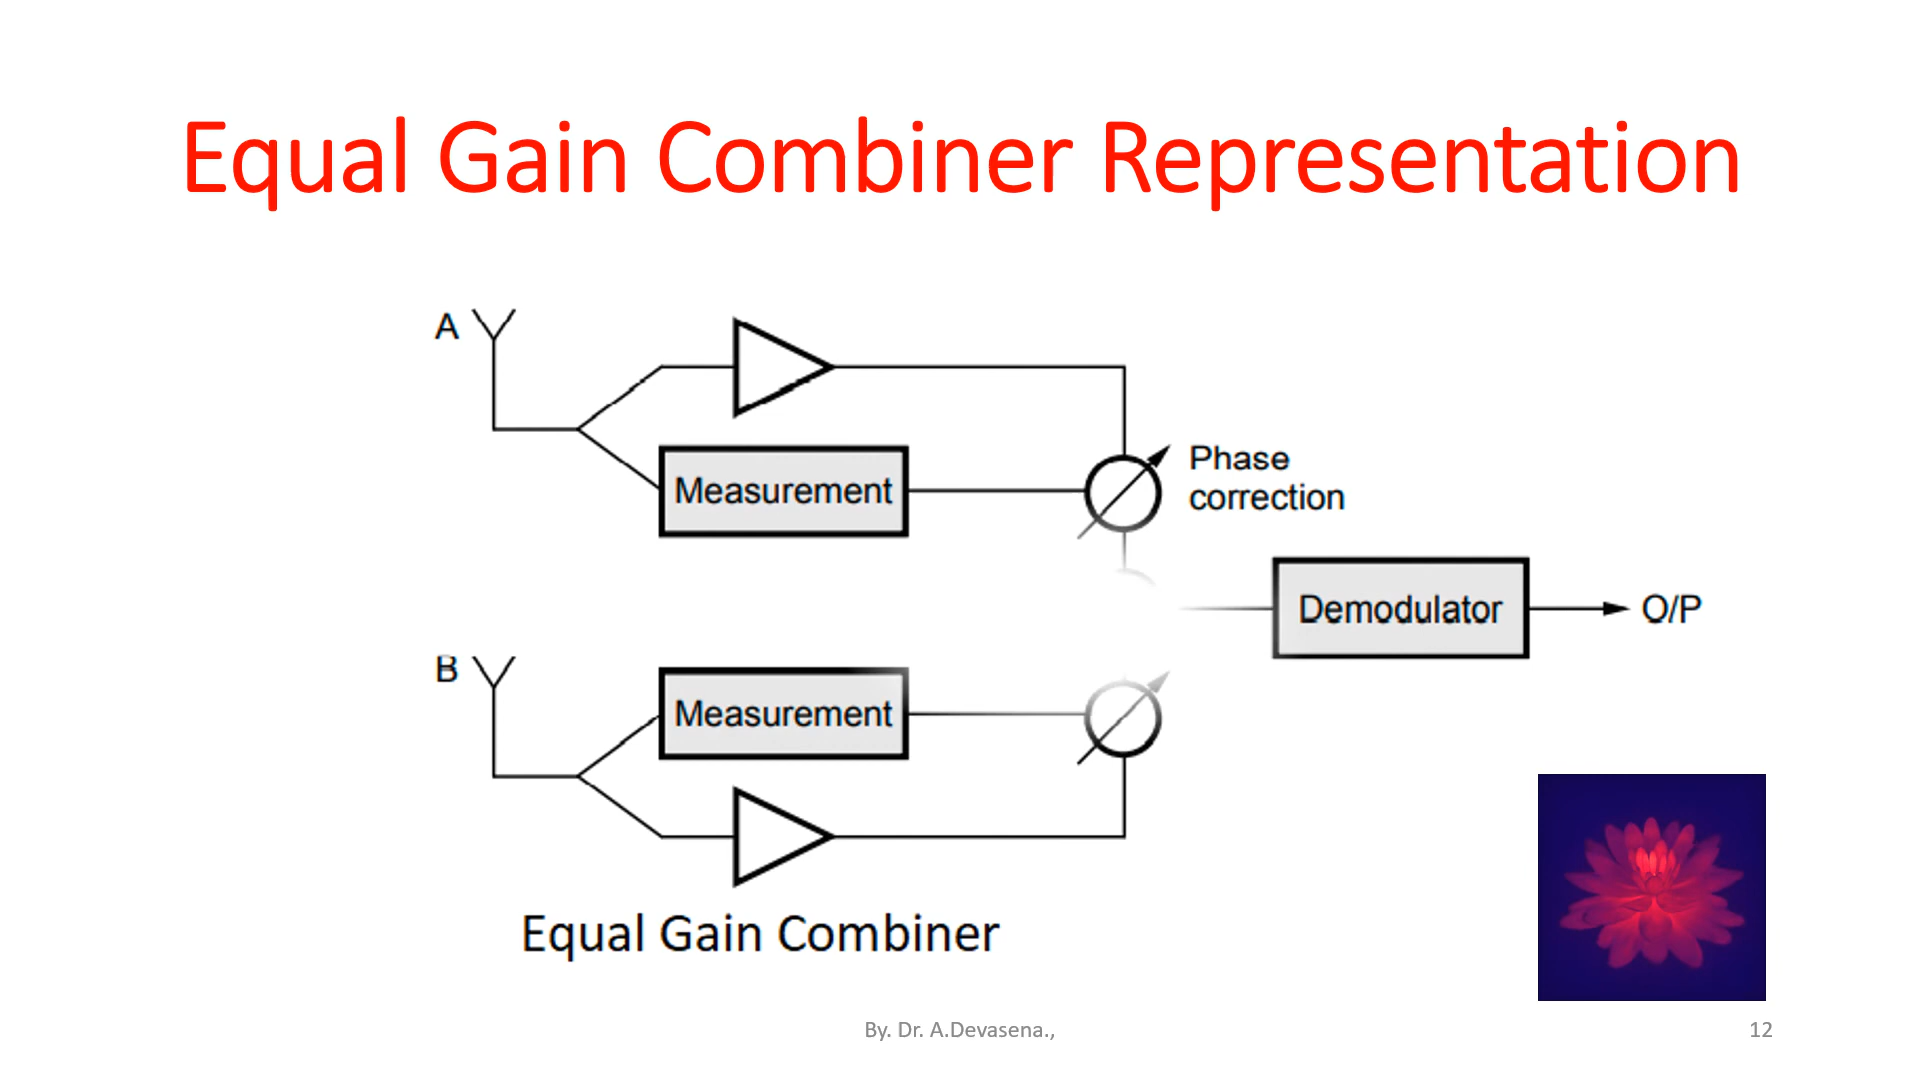 Equal Gain Combiner Representation
A
Phase
correction
Measurement
Demodulator
O/P
B
Measurement
Equal Gain Combiner
By. Dr. A.Devasena.,
12